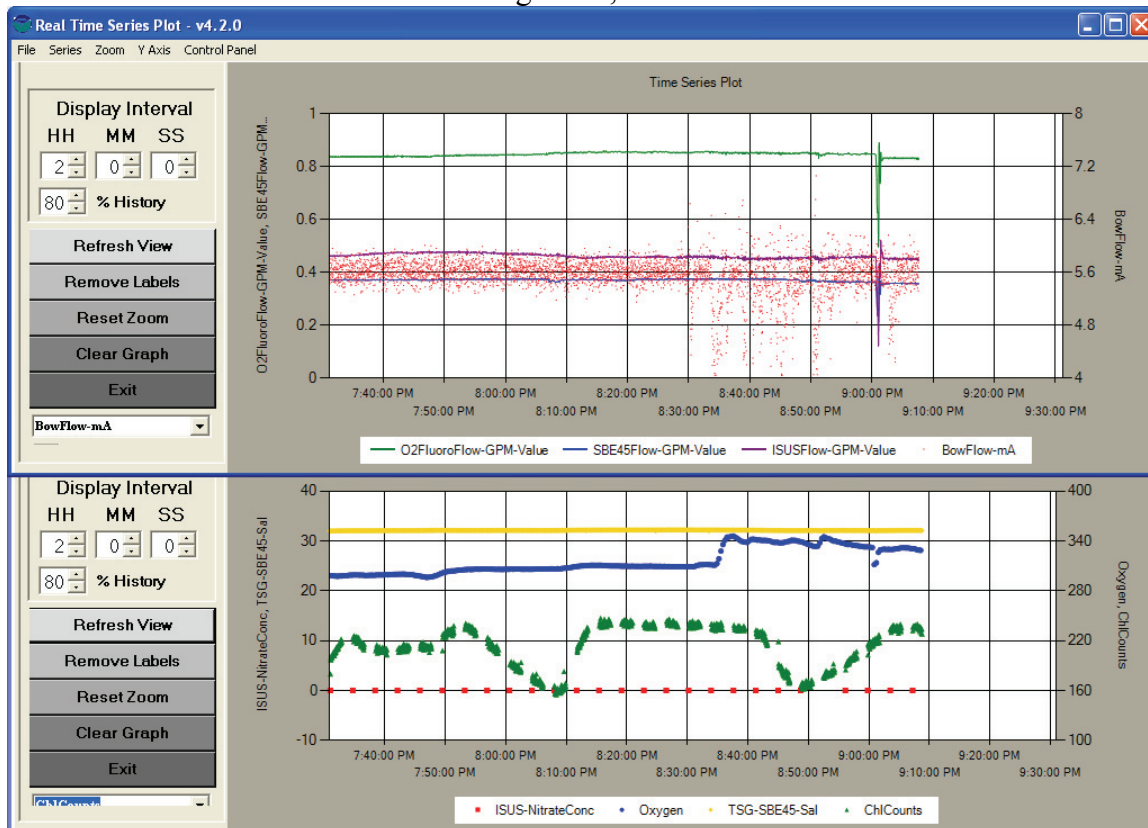 Real Time Series Plot - v4.2.0
File Series Zoom Y Axis Control Panel
Display Interval
HH MM SS
2 0 0
80 % History
Refresh View
Remove Labels
Reset Zoom
Clear Graph
Exit
BowFlow-mA
Time Series Plot
O2FluoroFlow-GPM-Value, SBE45Flow-GPM...
1
0.8
0.6
0.4
0.2
0
8
7.2
6.4
5.6
4.8
4
BowFlow-mA
7:40:00 PM 8:00:00 PM 8:20:00 PM 8:40:00 PM 9:00:00 PM 9:20:00 PM
7:50:00 PM 8:10:00 PM 8:30:00 PM 8:50:00 PM 9:10:00 PM 9:30:00 PM
O2FluoroFlow-GPM-Value SBE45Flow-GPM-Value ISUSFlow-GPM-Value BowFlow-mA
Display Interval
HH MM SS
2 0 0
80 % History
Refresh View
Remove Labels
Reset Zoom
Clear Graph
Exit
ChlCounts
ISUS-NitrateConc, TSG-SBE45-Sal
40
30
20
10
0
-10
400
340
280
220
160
100
Oxygen, ChlCounts
7:40:00 PM 8:00:00 PM 8:20:00 PM 8:40:00 PM 9:00:00 PM 9:20:00 PM
7:50:00 PM 8:10:00 PM 8:30:00 PM 8:50:00 PM 9:10:00 PM 9:30:00 PM
ISUS-NitrateConc Oxygen TSG-SBE45-Sal ChlCounts